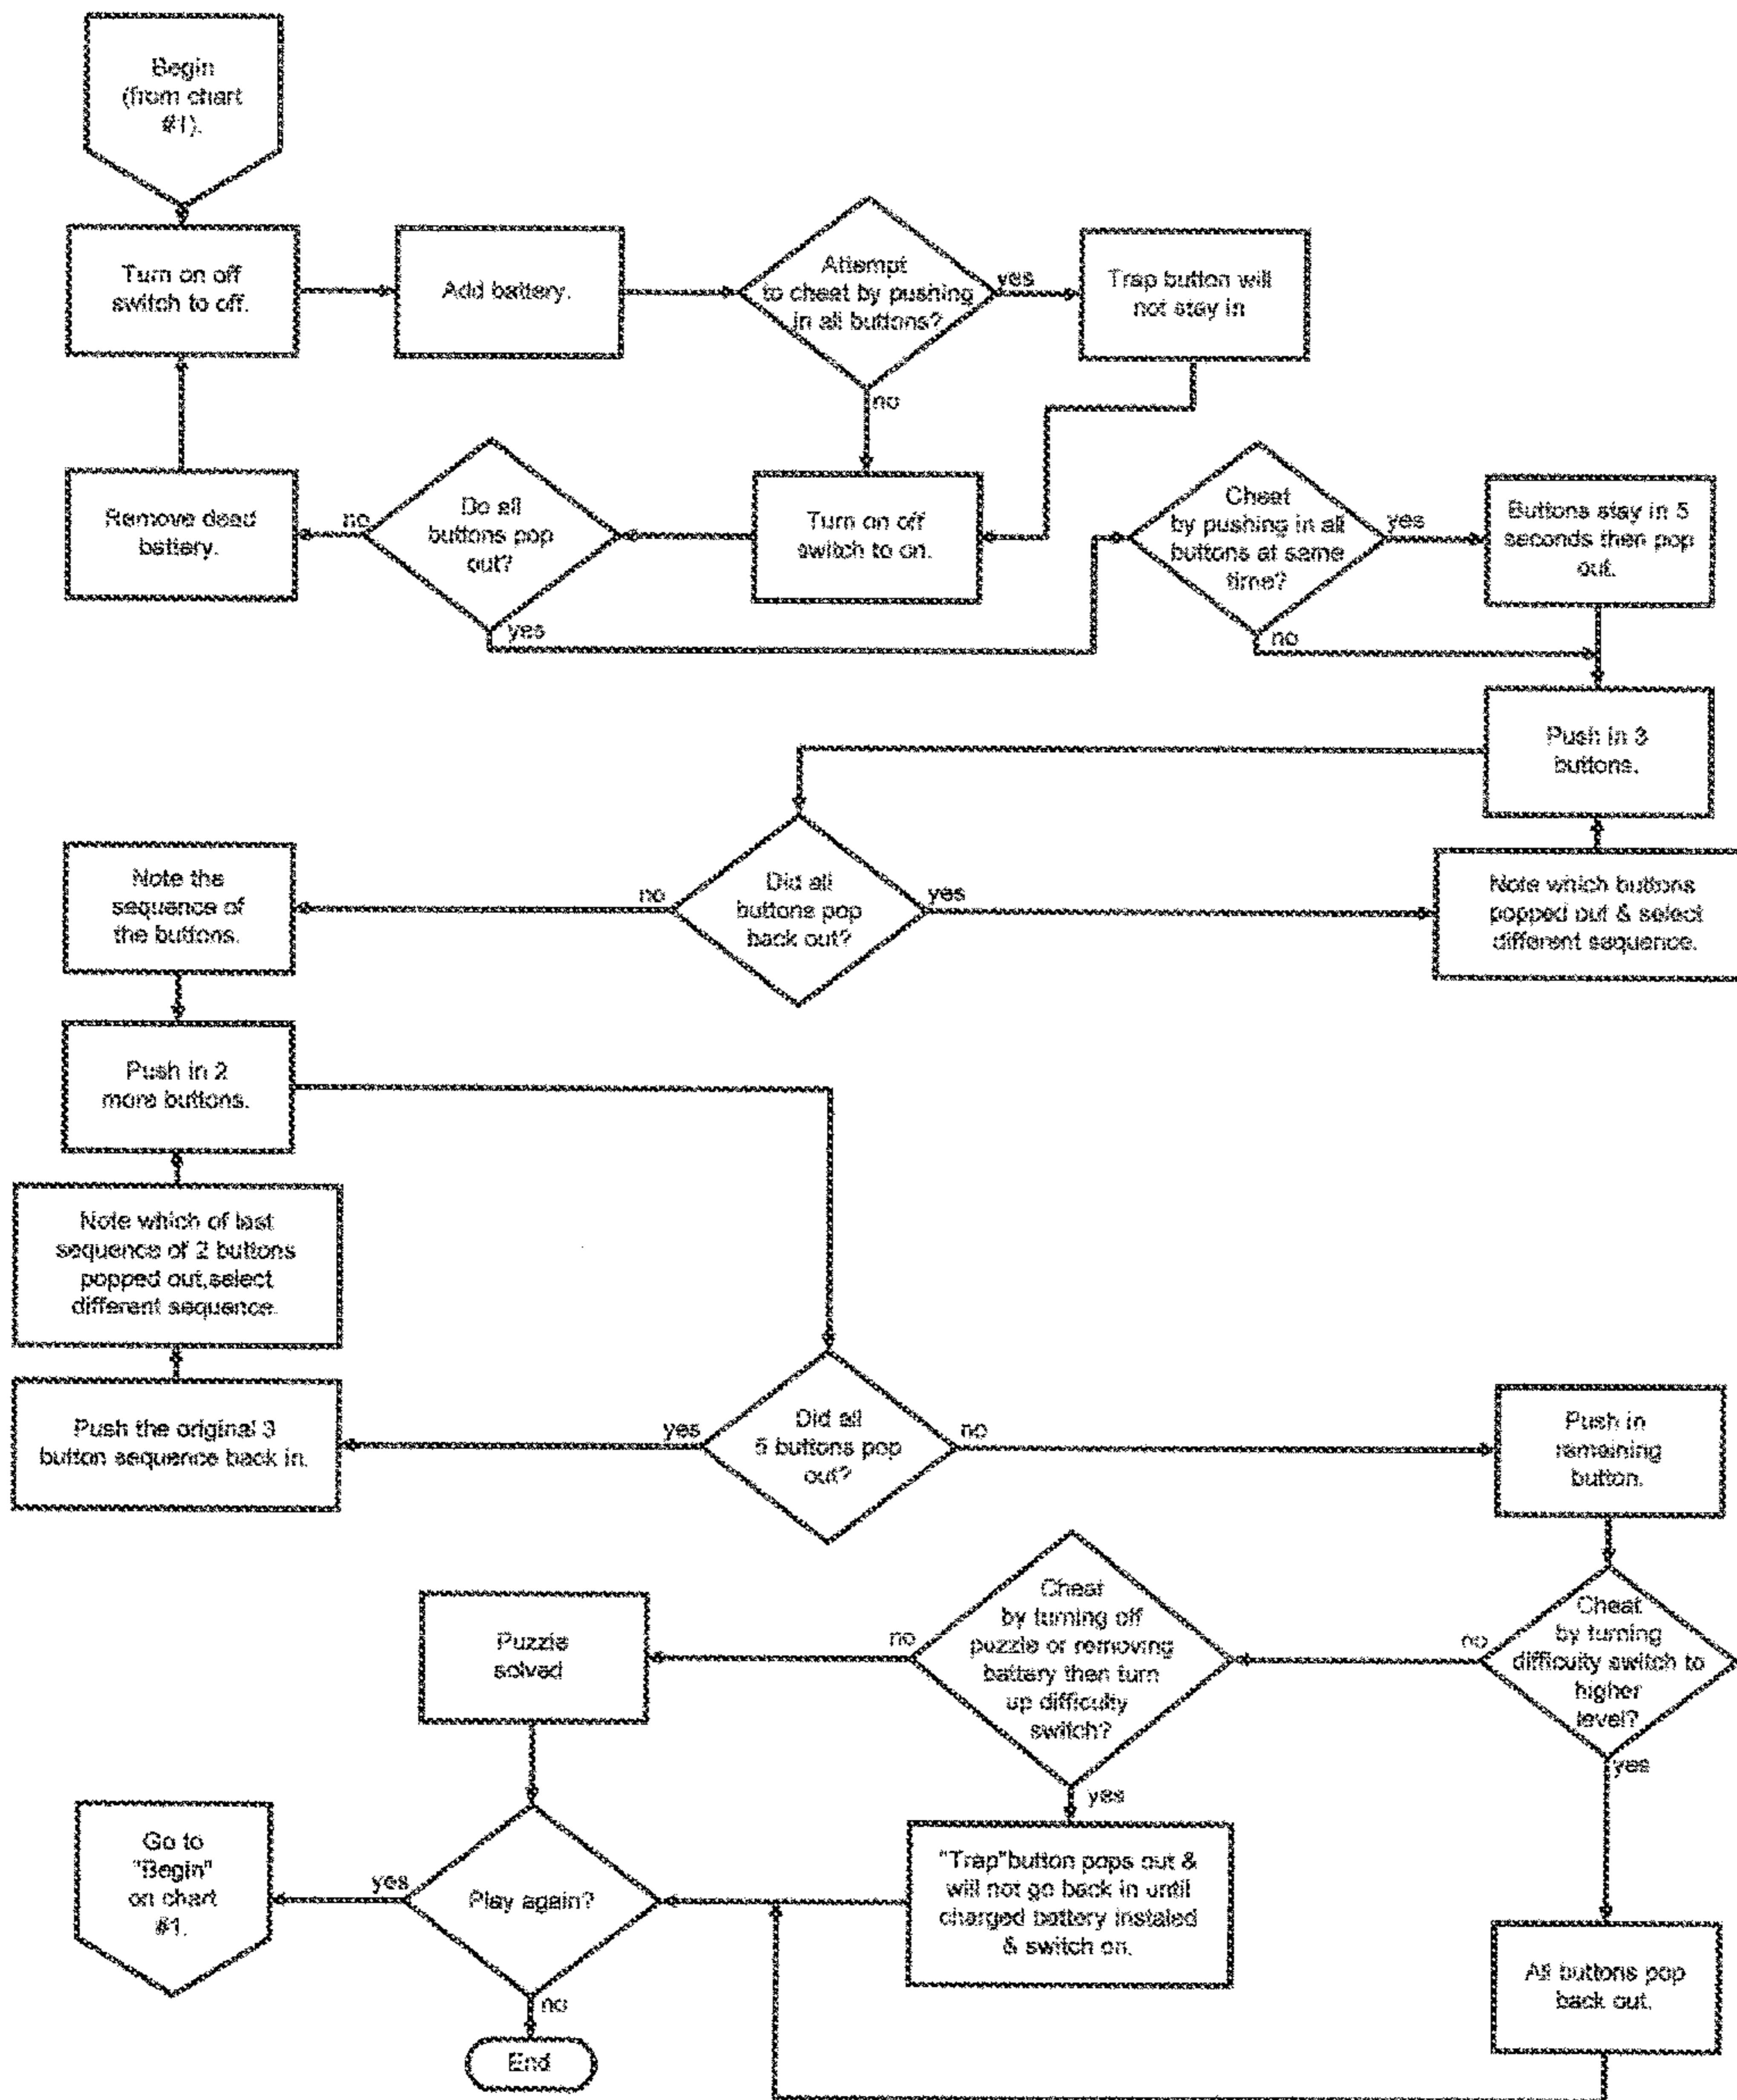 Begin
(from chart
#1).
Turn on off
switch to off.
Add battery.
Attempt
to cheat by pushing
in all buttons?
yes
Trap button will
not stay in
no
Remove dead
battery.
no
Do all
buttons pop
out?
yes
Turn on off
switch to on.
Cheat
by pushing in all
buttons at same
time?
yes
no
Buttons stay in 5
seconds then pop
out.
Push in 3
buttons.
Note the
sequence of
the buttons.
no
Did all
buttons pop
back out?
yes
Note which buttons
popped out & select
different sequence.
Push in 2
more buttons.
Note which of last
sequence of 2 buttons
popped out,select
different sequence.
Push the original 3
button sequence back in.
yes
Did all
5 buttons pop
out?
no
Push in
remaining
button.
Puzzle
solved
no
Cheat
by turning off
puzzle or removing
battery then turn
up difficulty
switch?
yes
no
Cheat
by turning
difficulty switch to
higher
level?
yes
Go to
"Begin"
on chart
#1.
yes
Play again?
no
"Trap"button pops out &
will not go back in until
charged battery instaled
& switch on.
All buttons pop
back out.
End